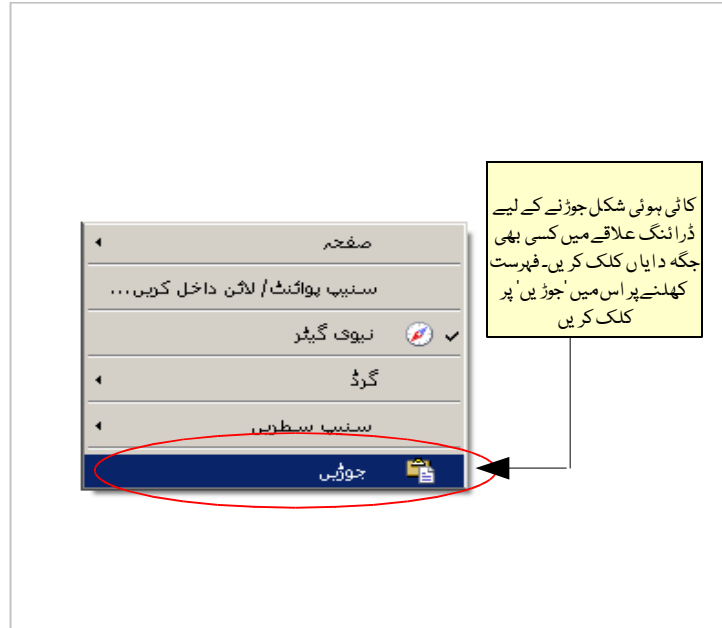 کاٹی ہوئی شکل جوڑنے کے لیے
ڈرائنگ علاقے میں کسی بھی
جگہ دایاں کلک کریں۔ فہرست
کھلنے پر اس میں 'جوڑیں' پر
کلک کریں
صفحہ
سنیپ پوائنٹ/ لائن داخل کریں...
نیوی گیٹر
گرڈ
سنیپ سطریں
جوڑیں